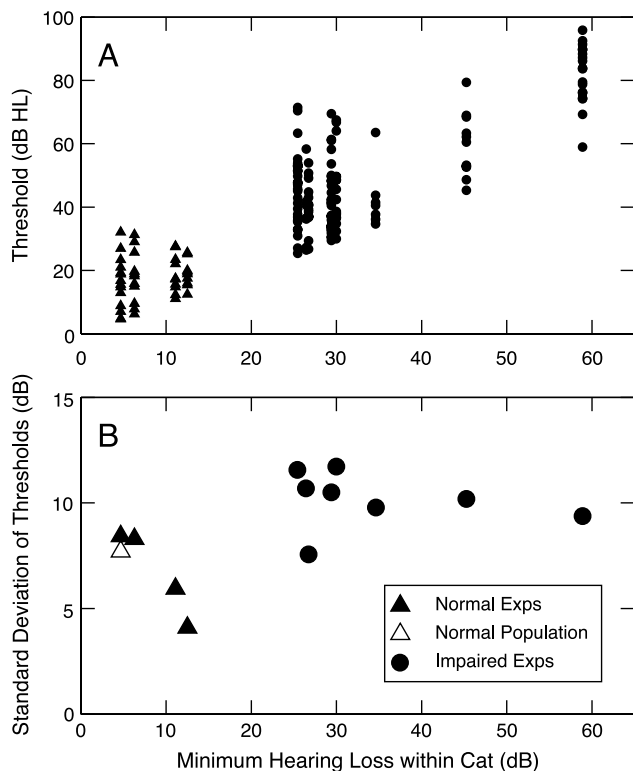 A
Threshold (dB HL)
100
80
60
40
20
0
0 10 20 30 40 50 60
B
Standard Deviation of Thresholds (dB)
15
10
5
0
Normal Exps
Normal Population
Impaired Exps
0 10 20 30 40 50 60
Minimum Hearing Loss within Cat (dB)